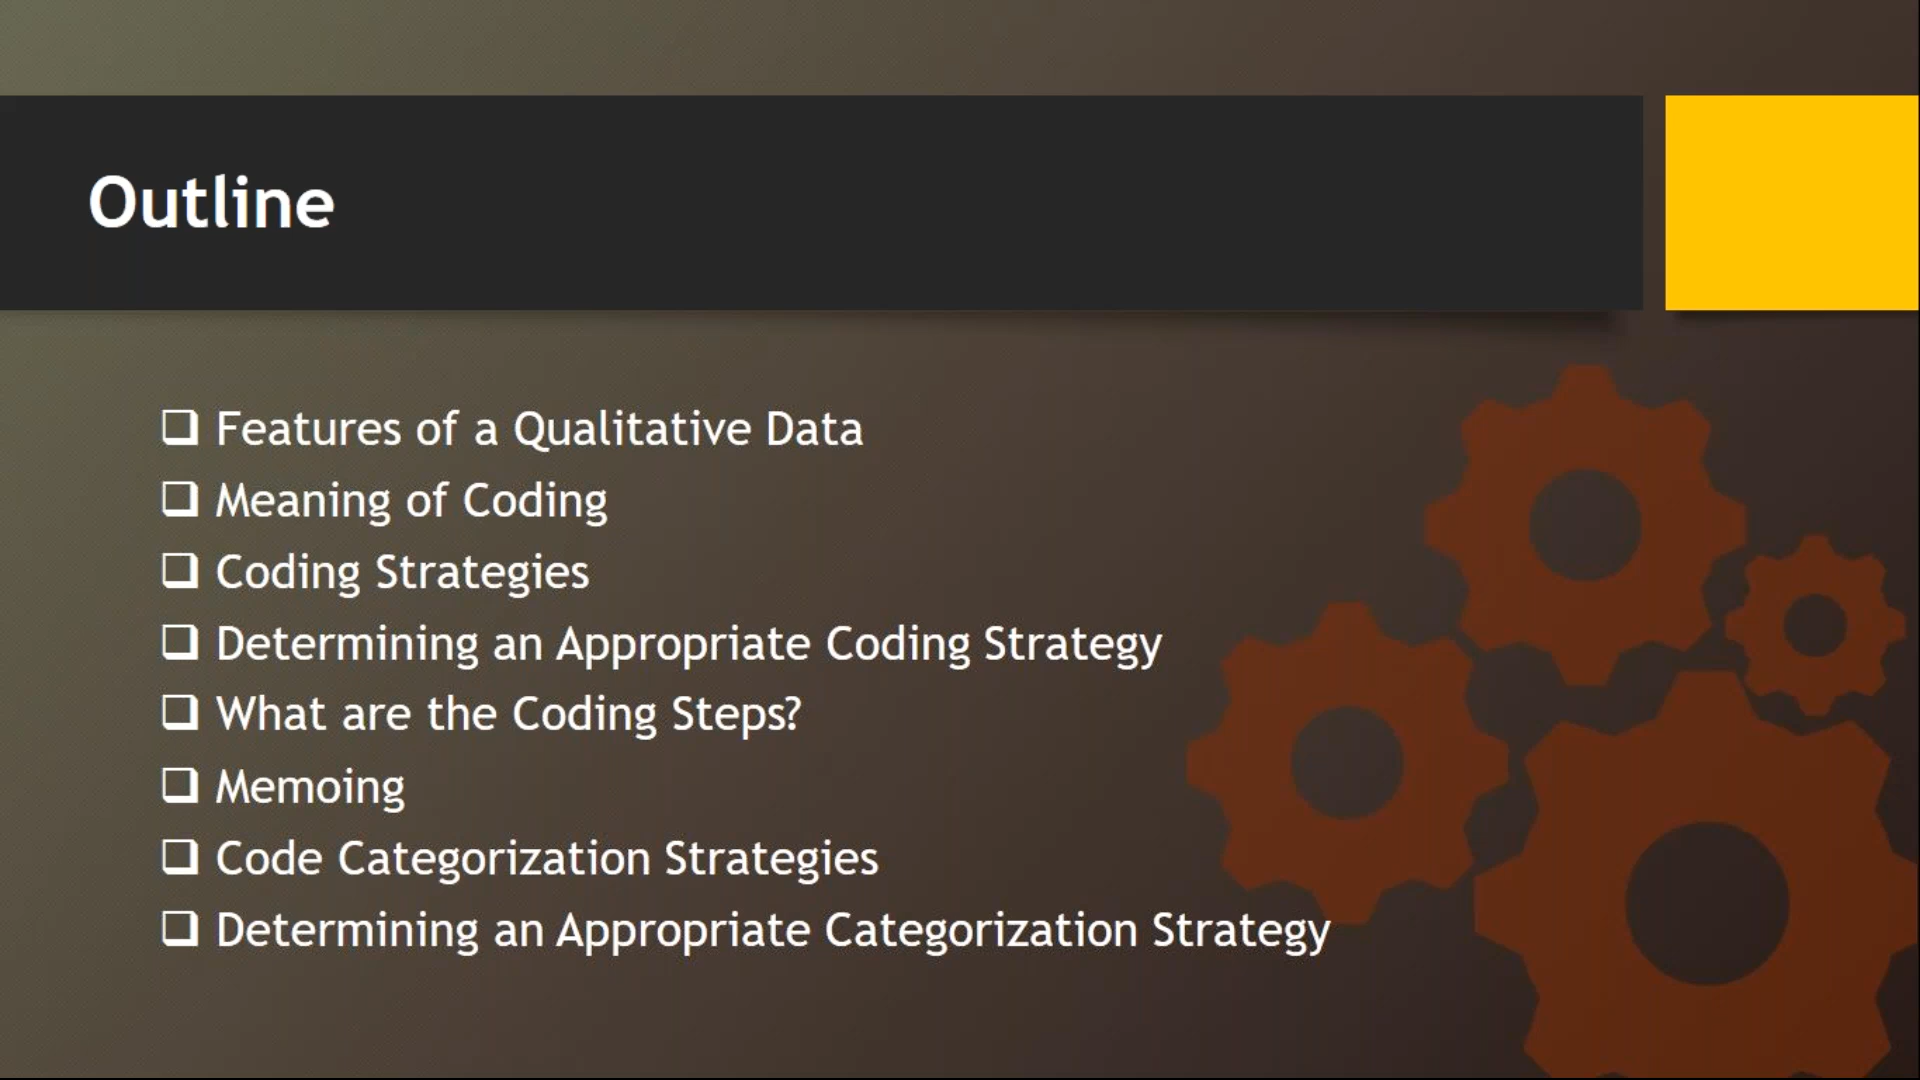 Outline
❑ Features of a Qualitative Data
❑ Meaning of Coding
❑ Coding Strategies
❑ Determining an Appropriate Coding Strategy
❑ What are the Coding Steps?
❑ Memoing
❑ Code Categorization Strategies
❑ Determining an Appropriate Categorization Strategy